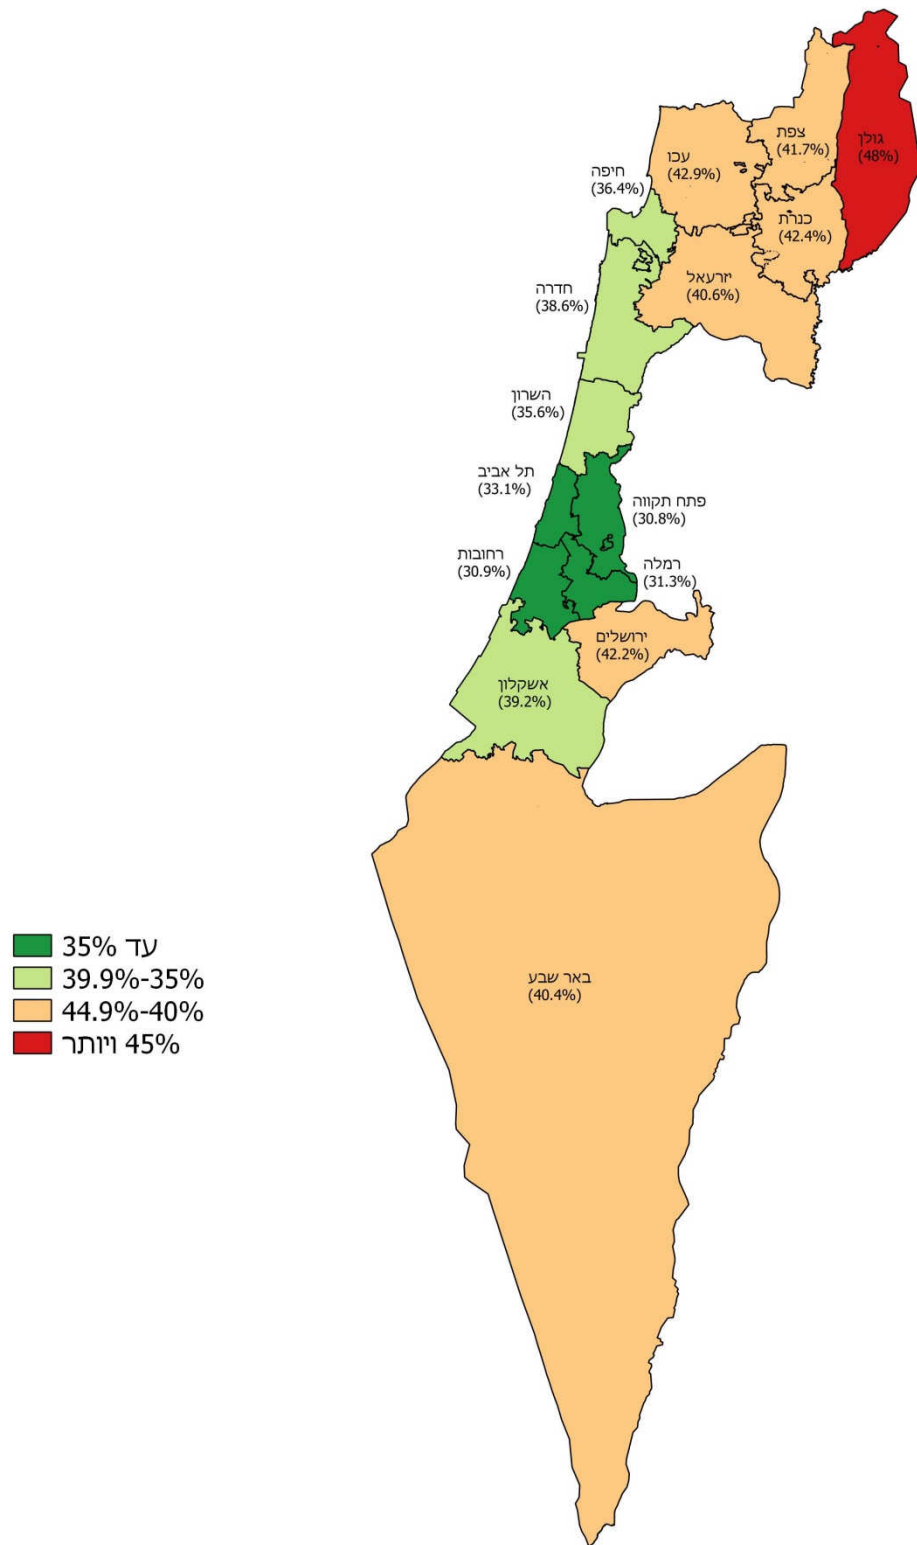 צפת
(41.7%)
גולן
(48%)
עכו
(42.9%)
חיפה
(36.4%)
כנרת
(42.4%)
יזרעאל
(40.6%)
חדרה
(38.6%)
השרון
(35.6%)
תל אביב
(33.1%)
פתח תקווה
(30.8%)
רחובות
(30.9%)
רמלה
(31.3%)
ירושלים
(42.2%)
אשקלון
(39.2%)
באר שבע
(40.4%)
עד 35%
39.9%-35%
44.9%-40%
45% ויותר